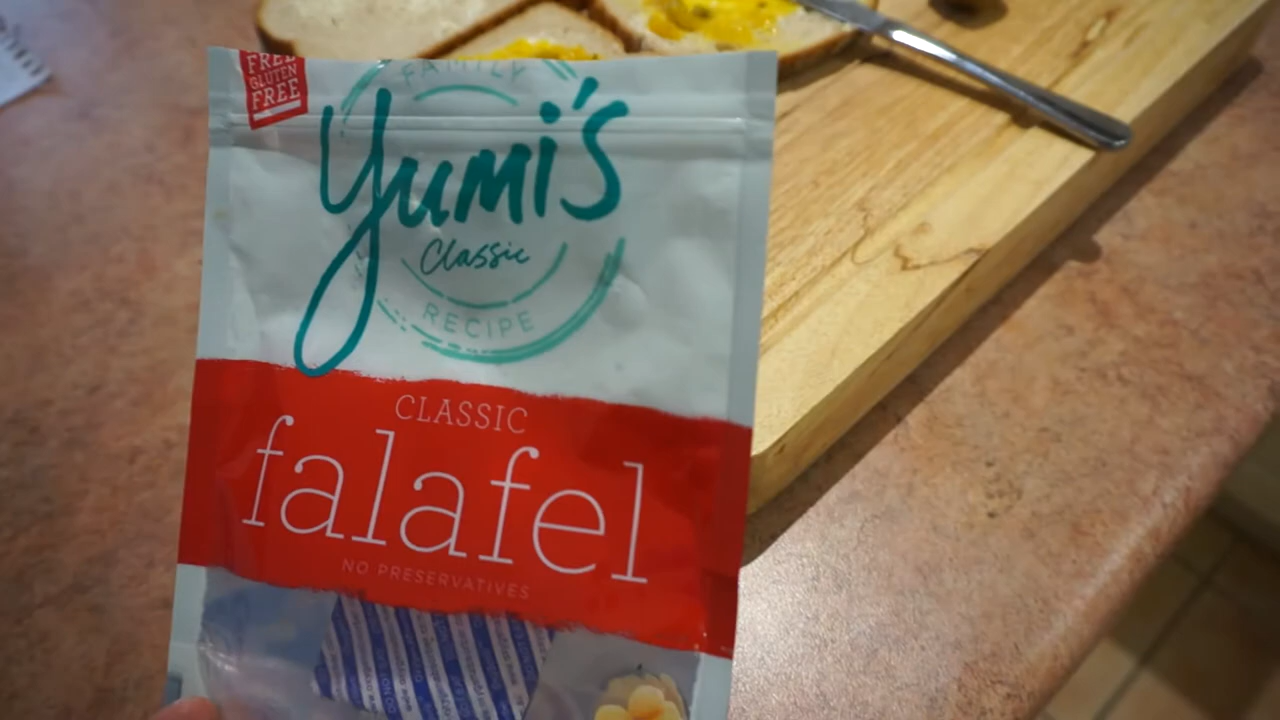 FREE
GLUTEN
FREE
FAMILY
Yumi's
Classic
RECIPE
CLASSIC
falafel
NO PRESERVATIVES